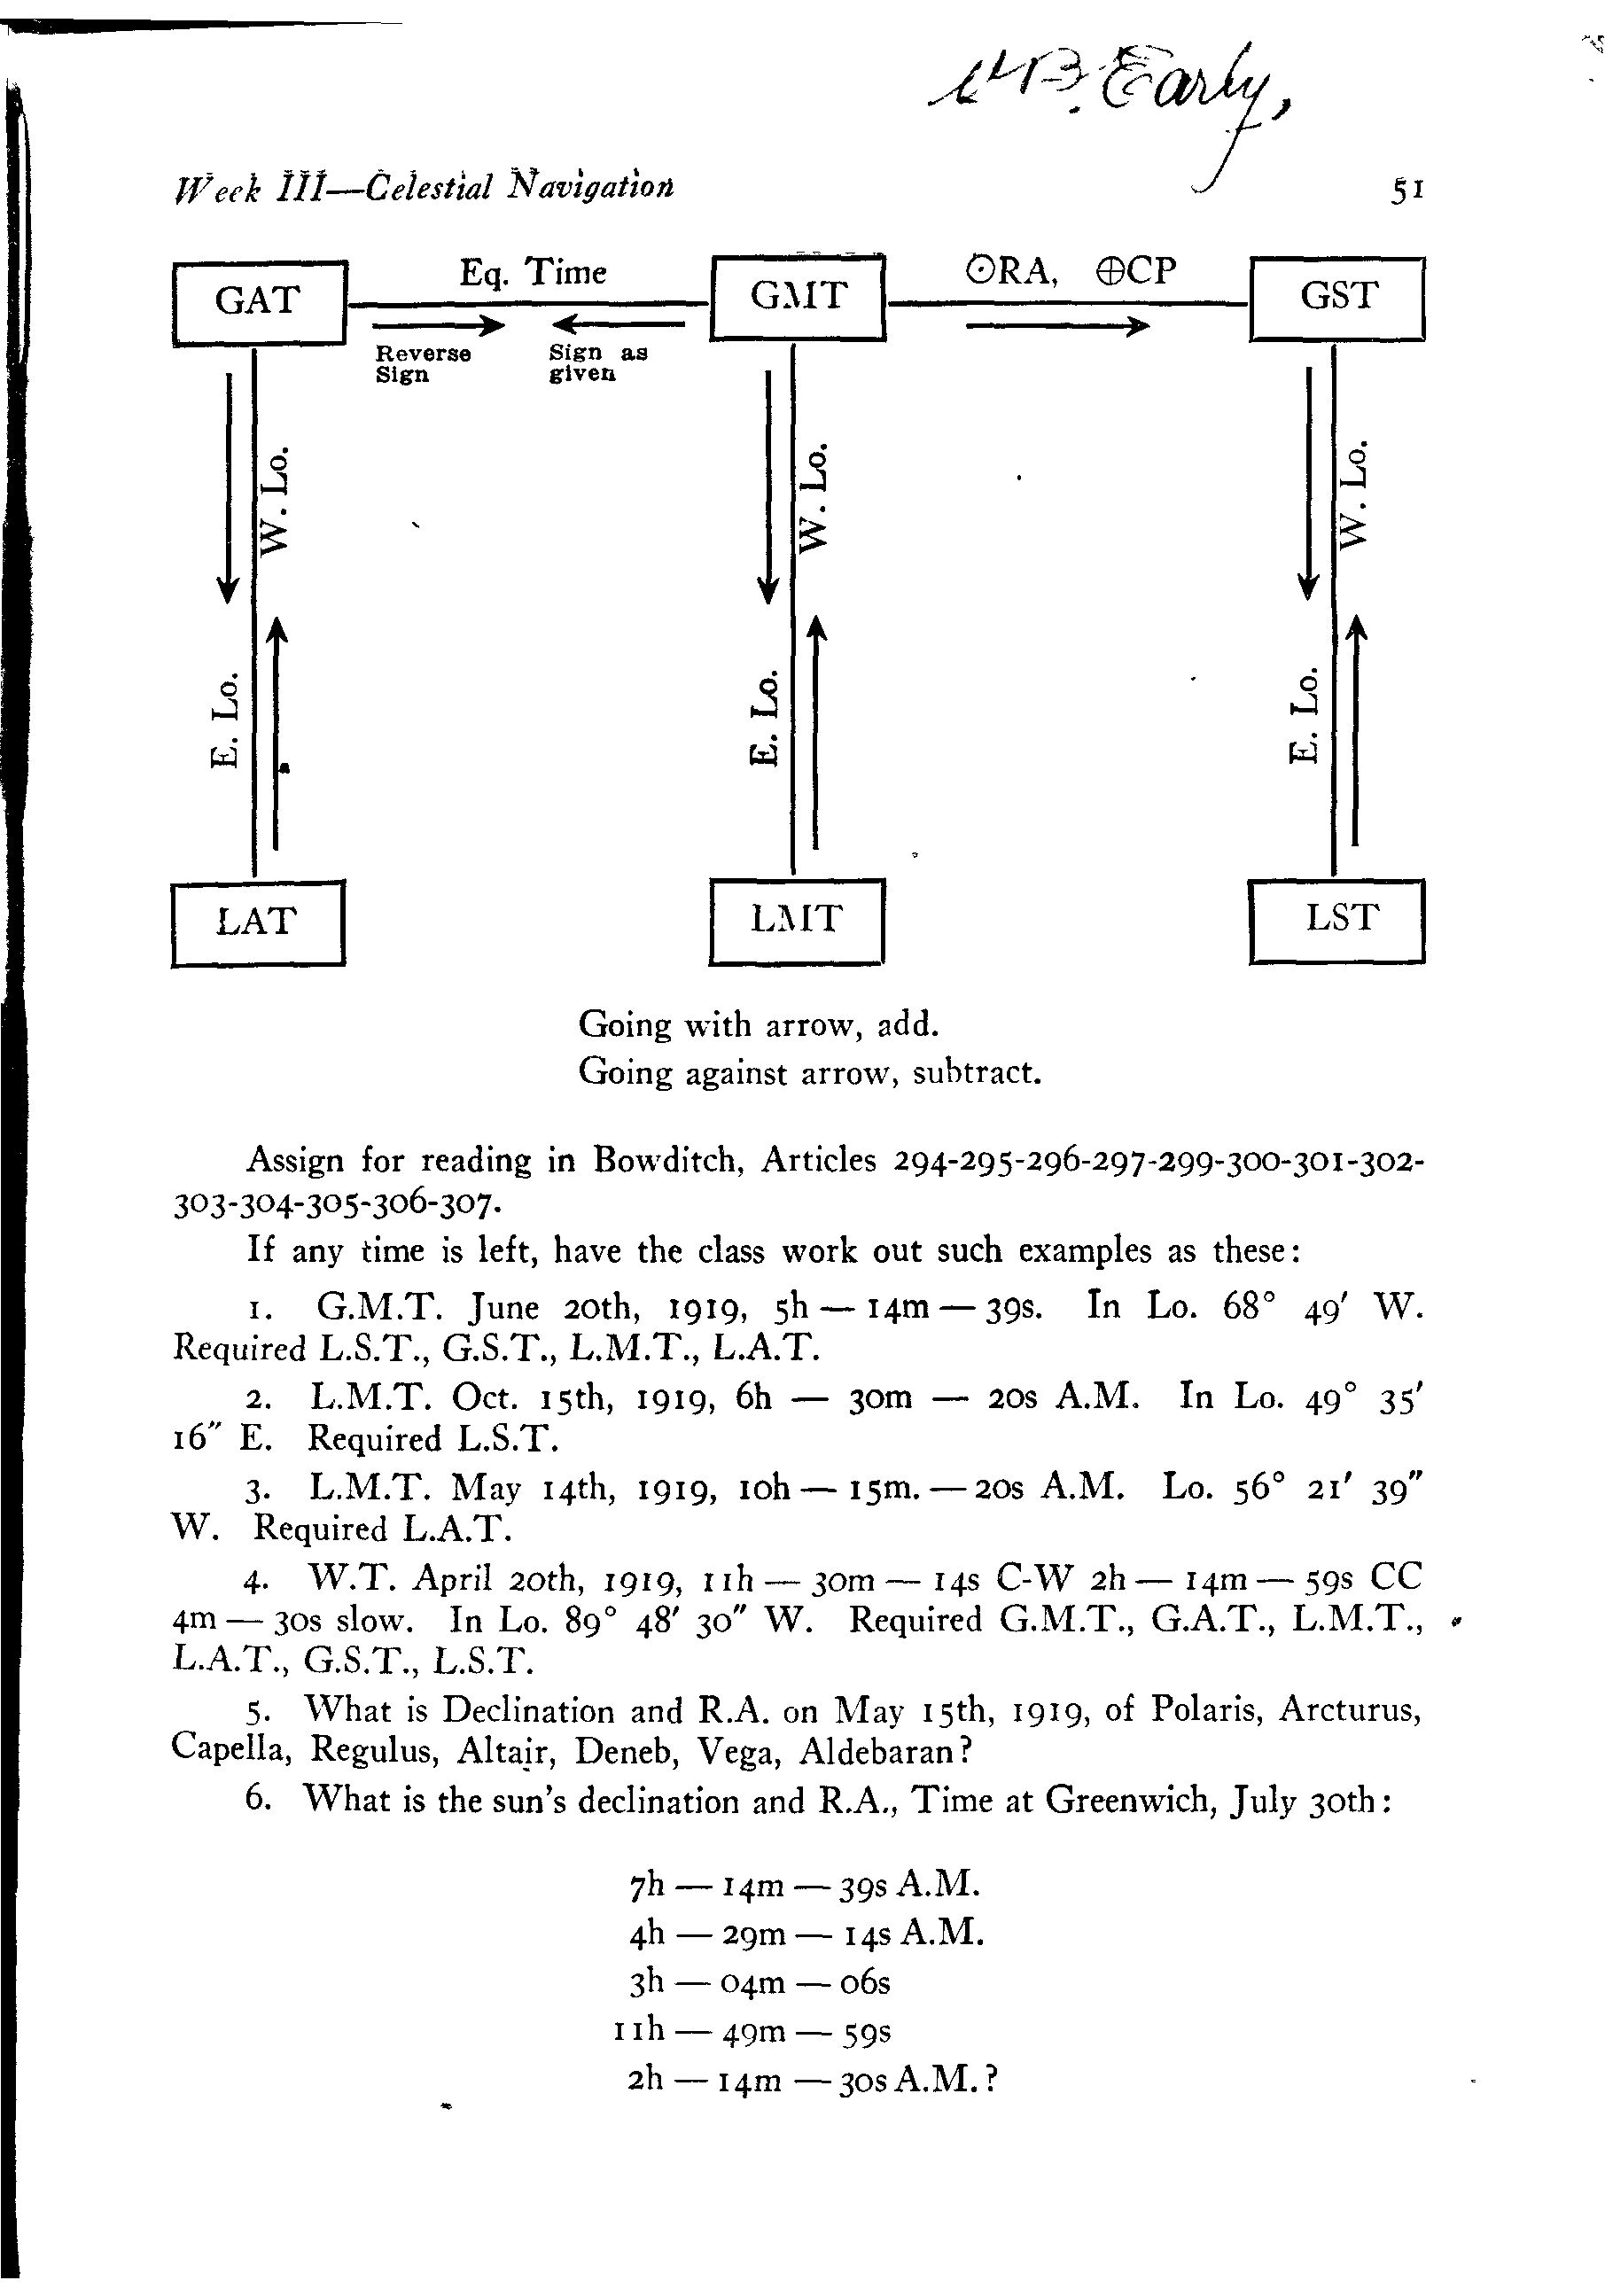 Early,
Week III—Celestial Navigation 51
GAT Eq. Time GMT ⊙RA, ⊕CP GST
Reverse Sign as
Sign given
W. Lo. W. Lo. W. Lo.
E. Lo. E. Lo. E. Lo.
LAT LMT LST
Going with arrow, add.
Going against arrow, subtract.
Assign for reading in Bowditch, Articles 294-295-296-297-299-300-301-302-
303-304-305-306-307.
If any time is left, have the class work out such examples as these:
1. G.M.T. June 20th, 1919, 5h — 14m — 39s. In Lo. 68° 49′ W.
Required L.S.T., G.S.T., L.M.T., L.A.T.
2. L.M.T. Oct. 15th, 1919, 6h — 30m — 20s A.M. In Lo. 49° 35′
16″ E. Required L.S.T.
3. L.M.T. May 14th, 1919, 10h — 15m. — 20s A.M. Lo. 56° 21′ 39″
W. Required L.A.T.
4. W.T. April 20th, 1919, 11h — 30m — 14s C-W 2h — 14m — 59s CC
4m — 30s slow. In Lo. 89° 48′ 30″ W. Required G.M.T., G.A.T., L.M.T.,
L.A.T., G.S.T., L.S.T.
5. What is Declination and R.A. on May 15th, 1919, of Polaris, Arcturus,
Capella, Regulus, Altair, Deneb, Vega, Aldebaran?
6. What is the sun's declination and R.A., Time at Greenwich, July 30th:
7h — 14m — 39s A.M.
4h — 29m — 14s A.M.
3h — 04m — 06s
11h — 49m — 59s
2h — 14m — 30s A.M.?